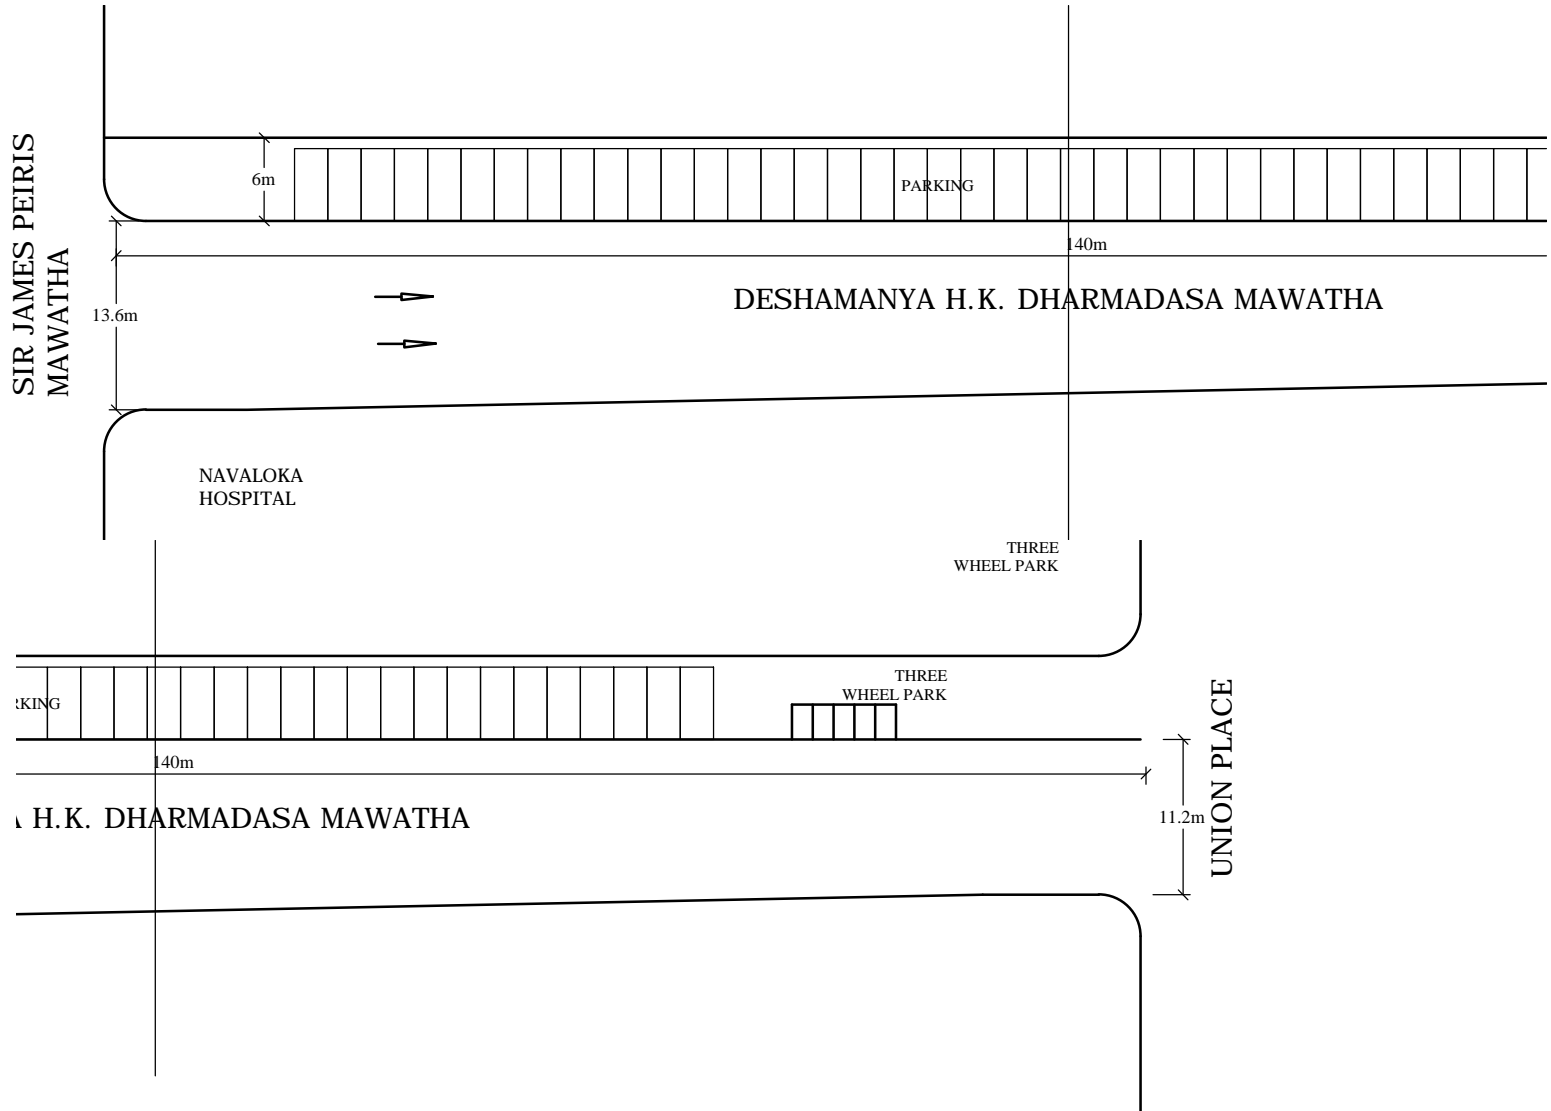 SIR JAMES PEIRIS
MAWATHA
6m
PARKING
140m
13.6m
DESHAMANYA H.K. DHARMADASA MAWATHA
NAVALOKA
HOSPITAL
THREE
WHEEL PARK
THREE
WHEEL PARK
RKING
140m
H.K. DHARMADASA MAWATHA
11.2m
UNION PLACE